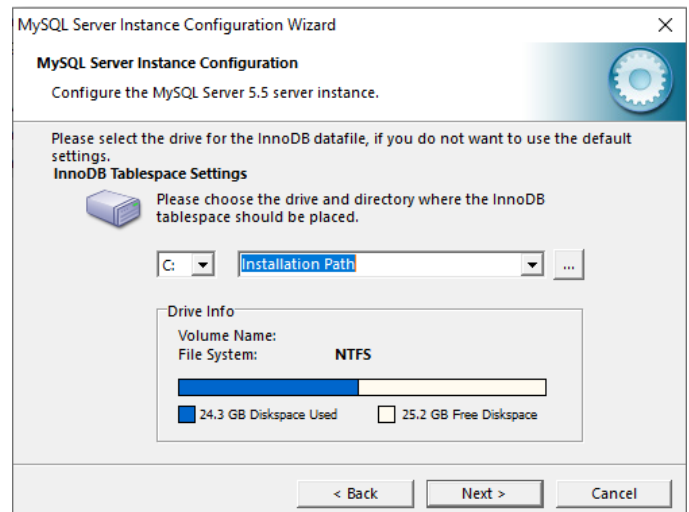 MySQL Server Instance Configuration Wizard
MySQL Server Instance Configuration
Configure the MySQL Server 5.5 server instance.
Please select the drive for the InnoDB datafile, if you do not want to use the default
settings.
InnoDB Tablespace Settings
Please choose the drive and directory where the InnoDB
tablespace should be placed.
C: Installation Path ...
Drive Info
Volume Name:
File System: NTFS
24.3 GB Diskspace Used 25.2 GB Free Diskspace
< Back Next > Cancel